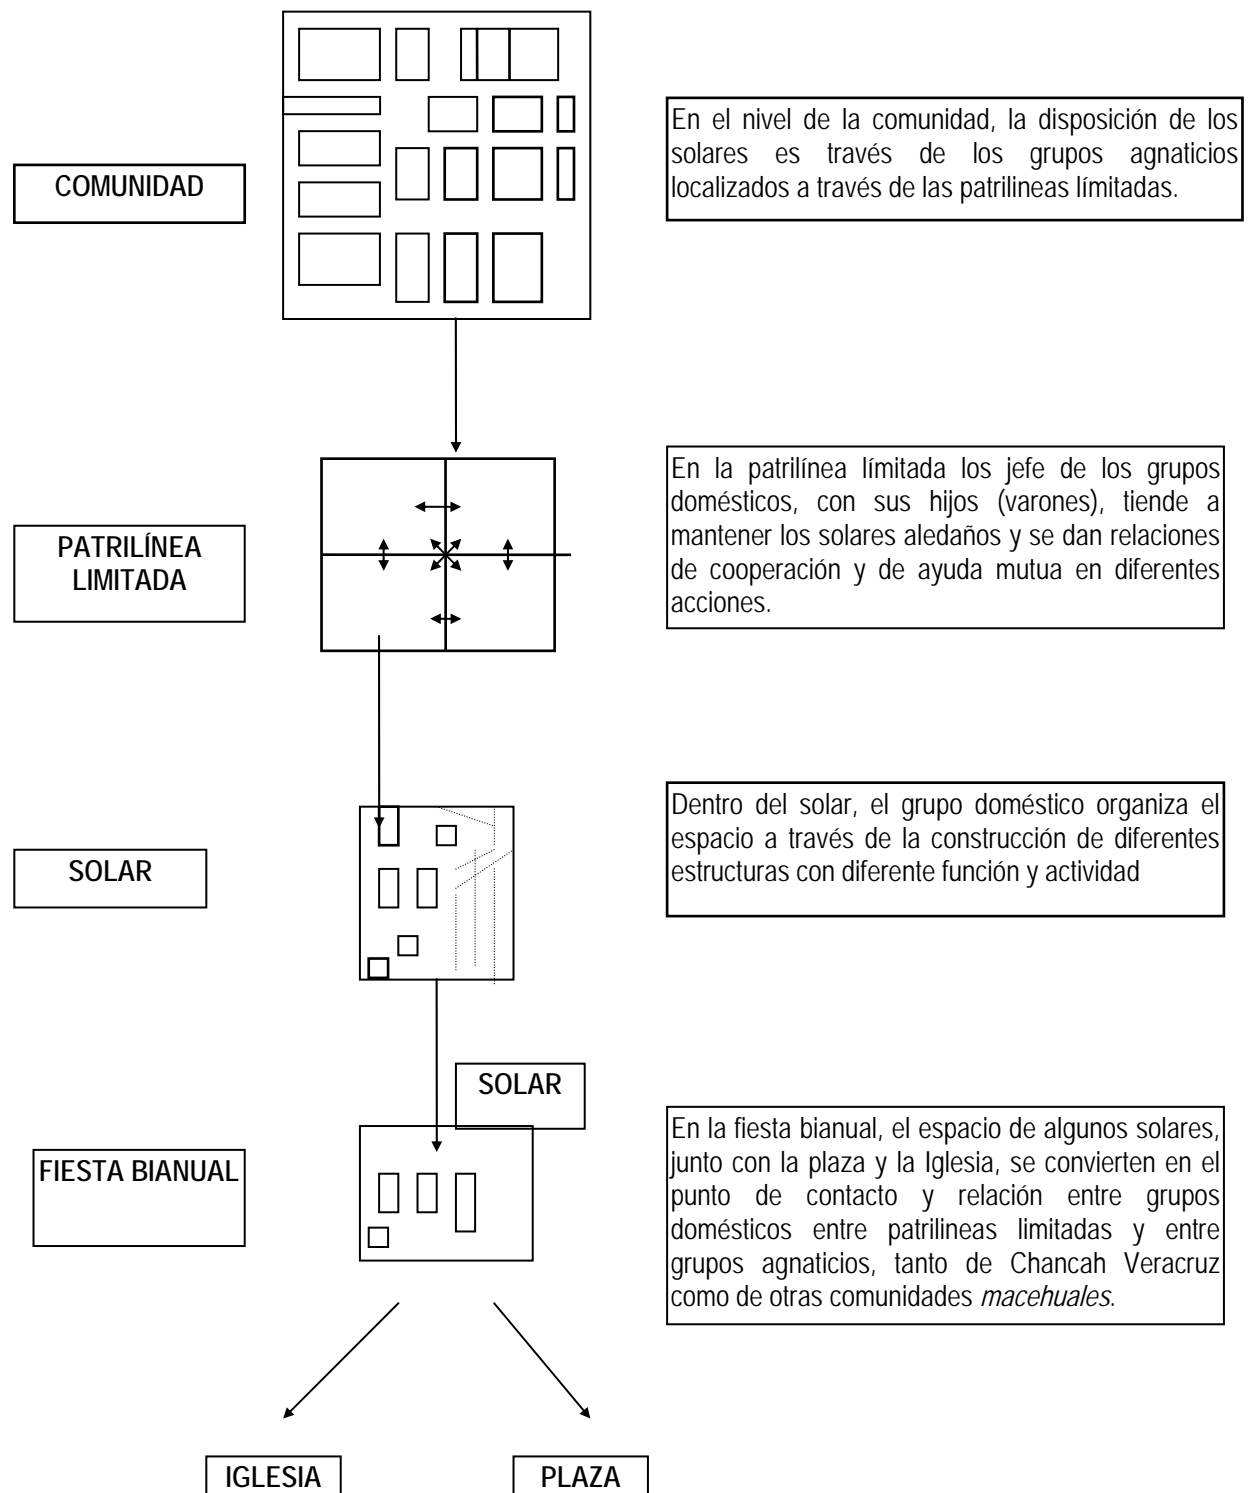 COMUNIDAD
En el nivel de la comunidad, la disposición de los
solares es través de los grupos agnaticios
localizados a través de las patrilineas límitadas.
PATRILÍNEA
LIMITADA
En la patrilínea límitada los jefe de los grupos
domésticos, con sus hijos (varones), tiende a
mantener los solares aledaños y se dan relaciones
de cooperación y de ayuda mutua en diferentes
acciones.
SOLAR
Dentro del solar, el grupo doméstico organiza el
espacio a través de la construcción de diferentes
estructuras con diferente función y actividad
SOLAR
FIESTA BIANUAL
En la fiesta bianual, el espacio de algunos solares,
junto con la plaza y la Iglesia, se convierten en el
punto de contacto y relación entre grupos
domésticos entre patrilineas limitadas y entre
grupos agnaticios, tanto de Chancah Veracruz
como de otras comunidades macehuales.
IGLESIA
PLAZA